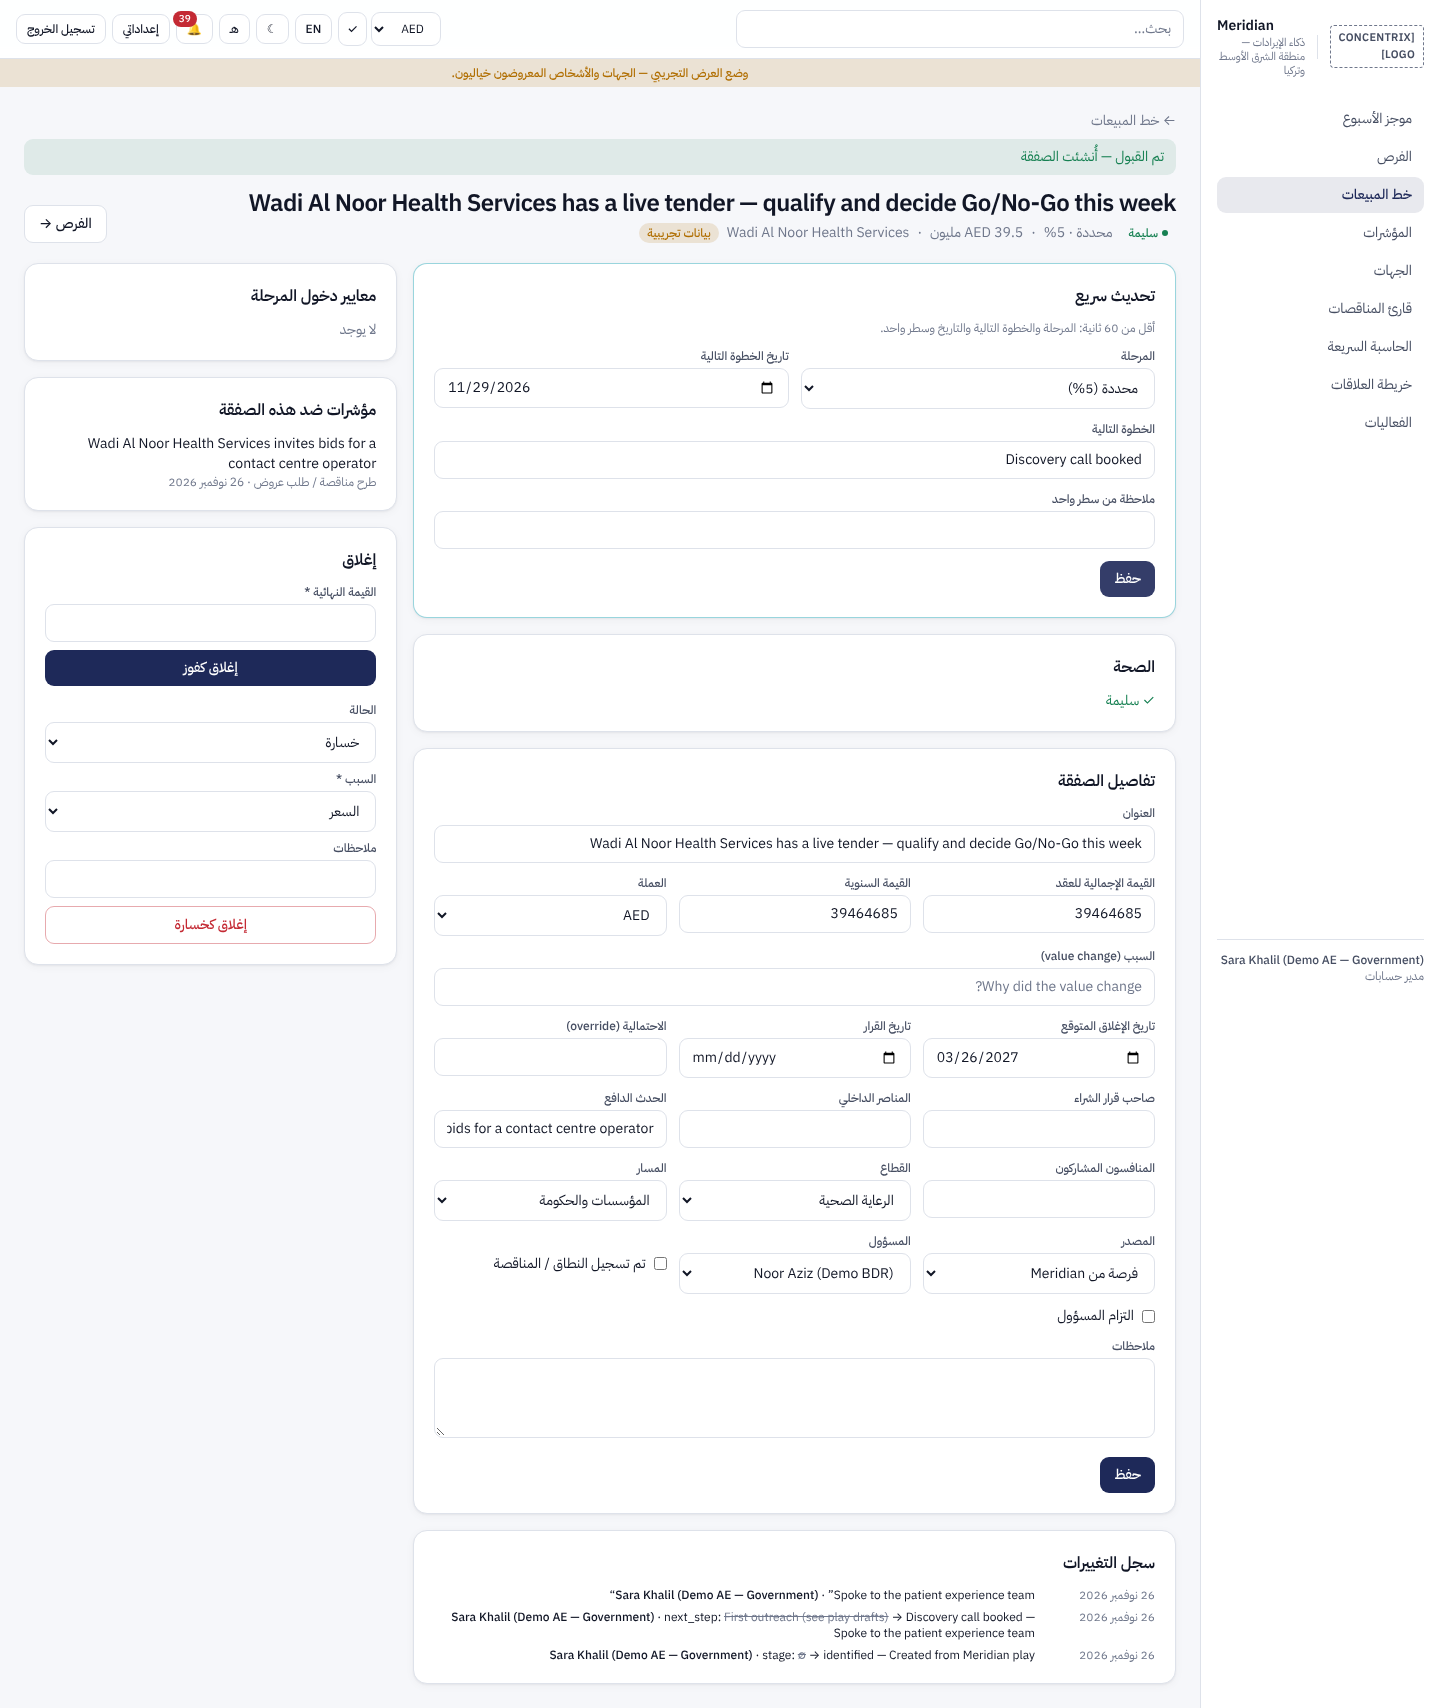 [CONCENTRIX LOGO]
Meridian
ذكاء الإيرادات — منطقة الشرق الأوسط وتركيا
موجز الأسبوع
الفرص
خط المبيعات
المؤشرات
الجهات
قارئ المناقصات
الحاسبة السريعة
خريطة العلاقات
الفعاليات
Sara Khalil (Demo AE — Government)
مدير حسابات
بحث...
AED
✓
EN
هـ
39
إعداداتي
تسجيل الخروج
وضع العرض التجريبي — الجهات والأشخاص المعروضون خياليون.
← خط المبيعات
تم القبول — أُنشئت الصفقة
Wadi Al Noor Health Services has a live tender — qualify and decide Go/No-Go this week
سليمة محددة · 5% · AED 39.5 مليون · Wadi Al Noor Health Services بيانات تجريبية
الفرص →
تحديث سريع
أقل من 60 ثانية: المرحلة والخطوة التالية والتاريخ وسطر واحد.
المرحلة
محددة (5%)
تاريخ الخطوة التالية
11/29/2026
الخطوة التالية
Discovery call booked
ملاحظة من سطر واحد
حفظ
الصحة
✓ سليمة
تفاصيل الصفقة
العنوان
Wadi Al Noor Health Services has a live tender — qualify and decide Go/No-Go this week
القيمة الإجمالية للعقد
39464685
القيمة السنوية
39464685
العملة
AED
السبب (value change)
Why did the value change?
تاريخ الإغلاق المتوقع
03/26/2027
تاريخ القرار
mm/dd/yyyy
الاحتمالية (override)
صاحب قرار الشراء
المناصر الداخلي
الحدث الدافع
bids for a contact centre operator
المنافسون المشاركون
القطاع
الرعاية الصحية
المسار
المؤسسات والحكومة
المصدر
فرصة من Meridian
المسؤول
Noor Aziz (Demo BDR)
تم تسجيل النطاق / المناقصة
التزام المسؤول
ملاحظات
حفظ
سجل التغييرات
26 نوفمبر 2026
Sara Khalil (Demo AE — Government) · "Spoke to the patient experience team"
26 نوفمبر 2026
Sara Khalil (Demo AE — Government) · next_step: First outreach (see play drafts) → Discovery call booked —
Spoke to the patient experience team
26 نوفمبر 2026
Sara Khalil (Demo AE — Government) · stage: ∅ → identified — Created from Meridian play
معايير دخول المرحلة
لا يوجد
مؤشرات ضد هذه الصفقة
Wadi Al Noor Health Services invites bids for a
contact centre operator
طرح مناقصة / طلب عروض · 26 نوفمبر 2026
إغلاق
القيمة النهائية *
إغلاق كفوز
الحالة
خسارة
السبب *
السعر
ملاحظات
إغلاق كخسارة